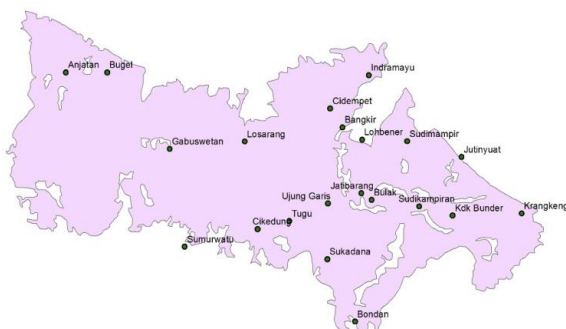 Indramayu
Anjatan
Bugel
Cidempet
Bangkir
Losarang
Lohbener
Sudimampir
Gabuswetan
Jutinyuat
Jatibarang
Ujung Garis
Bulak
Sudikampiran
Tugu
Kdk Bunder
Krangkeng
Cikedung
Sumurwatu
Sukadana
Bondan